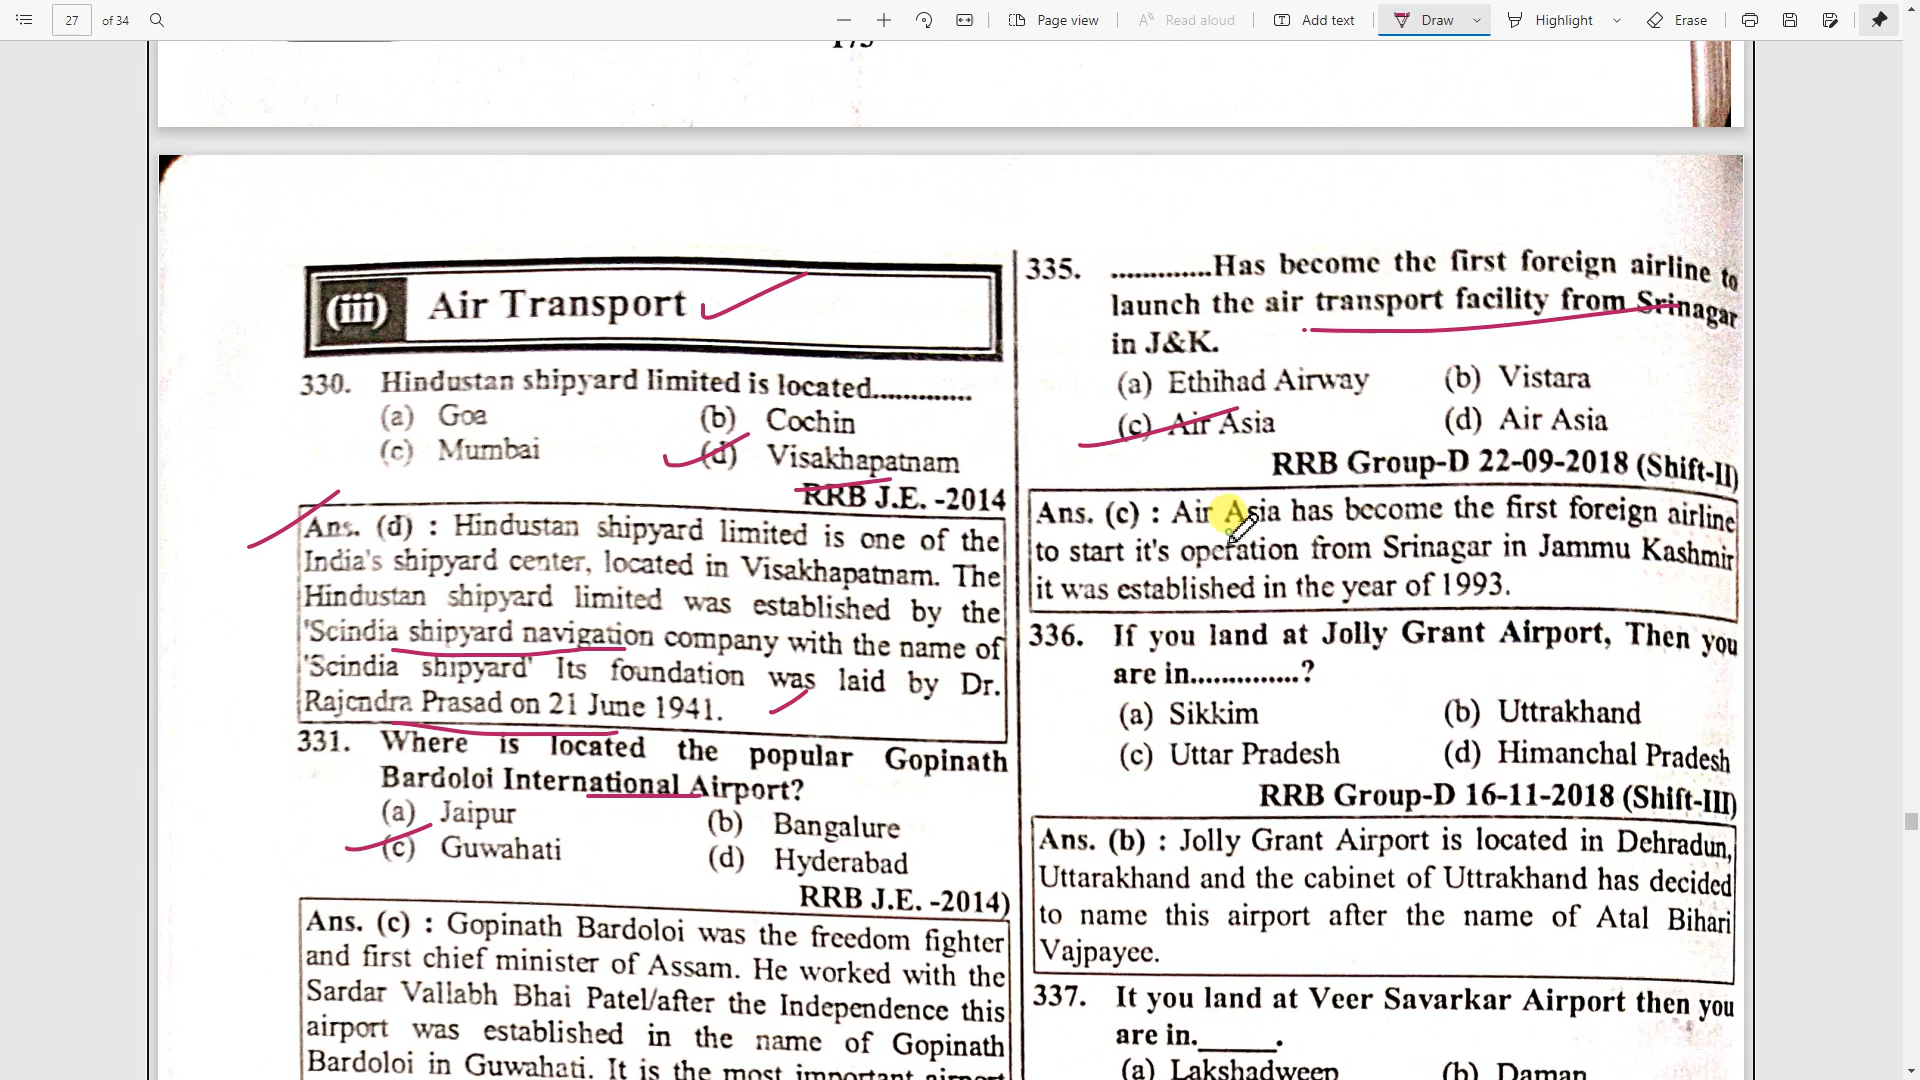 27 of 34
Page view
Read aloud
Add text
Draw
Highlight
Erase
(iii) Air Transport
330. Hindustan shipyard limited is located.............
(a) Goa (b) Cochin
(c) Mumbai (d) Visakhapatnam
RRB J.E. -2014
Ans. (d) : Hindustan shipyard limited is one of the
India's shipyard center, located in Visakhapatnam. The
Hindustan shipyard limited was established by the
'Scindia shipyard navigation company with the name of
'Scindia shipyard' Its foundation was laid by Dr.
Rajendra Prasad on 21 June 1941.
331. Where is located the popular Gopinath
Bardoloi International Airport?
(a) Jaipur (b) Bangalure
(c) Guwahati (d) Hyderabad
RRB J.E. -2014)
Ans. (c) : Gopinath Bardoloi was the freedom fighter
and first chief minister of Assam. He worked with the
Sardar Vallabh Bhai Patel/after the Independence this
airport was established in the name of Gopinath
Bardoloi in Guwahati. It is the most important airport
335. .............Has become the first foreign airline to
launch the air transport facility from Srinagar
in J&K.
(a) Ethihad Airway (b) Vistara
(c) Air Asia (d) Air Asia
RRB Group-D 22-09-2018 (Shift-II)
Ans. (c) : Air Asia has become the first foreign airline
to start it's operation from Srinagar in Jammu Kashmir
it was established in the year of 1993.
336. If you land at Jolly Grant Airport, Then you
are in..............?
(a) Sikkim (b) Uttrakhand
(c) Uttar Pradesh (d) Himanchal Pradesh
RRB Group-D 16-11-2018 (Shift-III)
Ans. (b) : Jolly Grant Airport is located in Dehradun,
Uttarakhand and the cabinet of Uttrakhand has decided
to name this airport after the name of Atal Bihari
Vajpayee.
337. It you land at Veer Savarkar Airport then you
are in.______.
(a) Lakshadweep (b) Daman